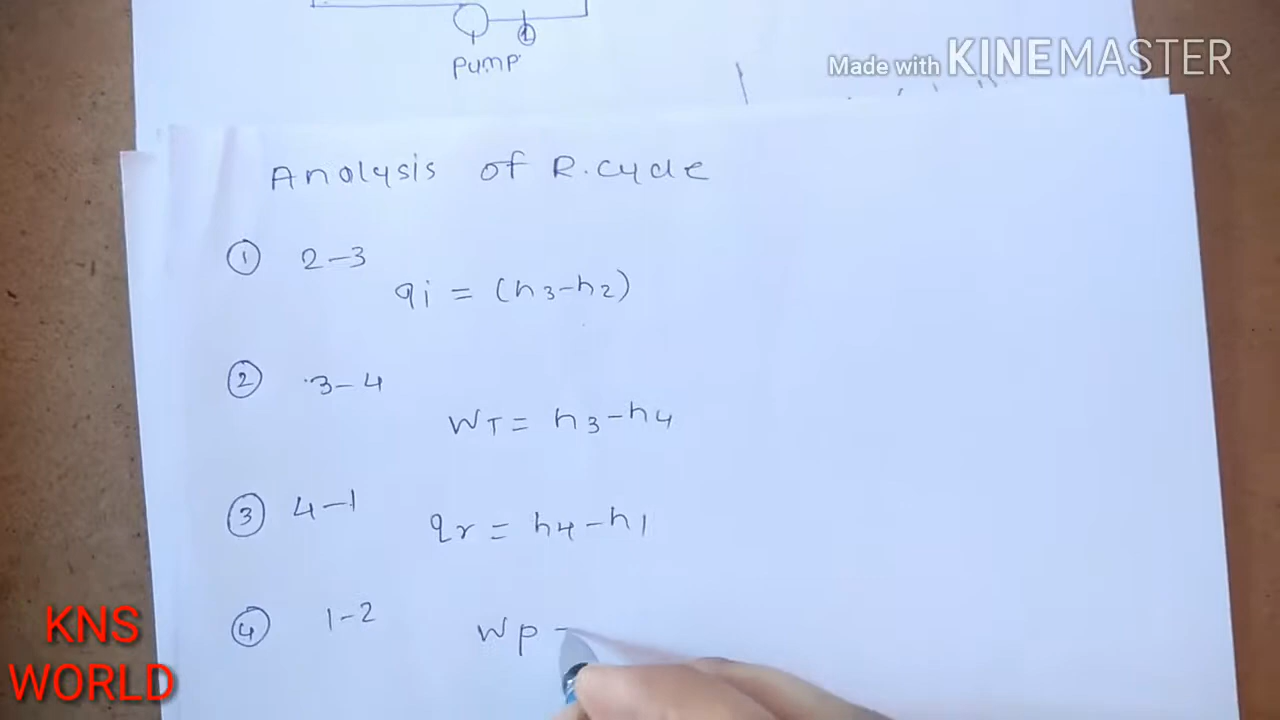 ①
PUMP
Made with KINEMASTER
Analysis of R.cycle
① 2-3
qi = (h3-h2)
② 3-4
WT = h3-h4
③ 4-1 qr = h4-h1
④ 1-2 Wp =
KNS
WORLD